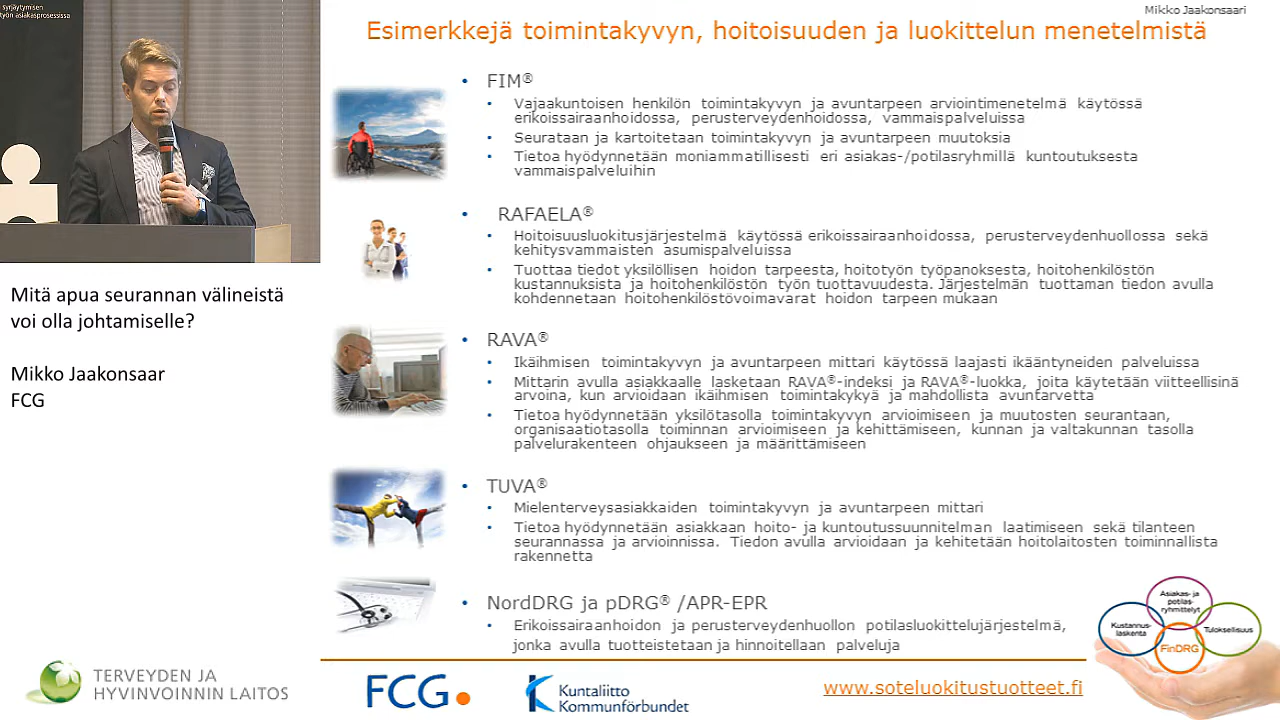 syrjäytymisen
työn asiakasprosessissa
Mikko Jaakonsaari
Esimerkkejä toimintakyvyn, hoitoisuuden ja luokittelun menetelmistä
• FIM®
• Vajaakuntoisen henkilön toimintakyvyn ja avuntarpeen arviointimenetelmä käytössä
erikoissairaanhoidossa, perusterveydenhoidossa, vammaispalveluissa
• Seurataan ja kartoitetaan toimintakyvyn ja avuntarpeen muutoksia
• Tietoa hyödynnetään moniammatillisesti eri asiakas-/potilasryhmillä kuntoutuksesta
vammaispalveluihin
• RAFAELA®
• Hoitoisuusluokitusjärjestelmä käytössä erikoissairaanhoidossa, perusterveydenhuollossa sekä
kehitysvammaisten asumispalveluissa
• Tuottaa tiedot yksilöllisen hoidon tarpeesta, hoitotyön työpanoksesta, hoitohenkilöstön
kustannuksista ja hoitohenkilöstön työn tuottavuudesta. Järjestelmän tuottaman tiedon avulla
kohdennetaan hoitohenkilöstövoimavarat hoidon tarpeen mukaan
• RAVA®
• Ikäihmisen toimintakyvyn ja avuntarpeen mittari käytössä laajasti ikääntyneiden palveluissa
• Mittarin avulla asiakkaalle lasketaan RAVA®-indeksi ja RAVA®-luokka, joita käytetään viitteellisinä
arvoina, kun arvioidaan ikäihmisen toimintakykyä ja mahdollista avuntarvetta
• Tietoa hyödynnetään yksilötasolla toimintakyvyn arvioimiseen ja muutosten seurantaan,
organisaatiotasolla toiminnan arvioimiseen ja kehittämiseen, kunnan ja valtakunnan tasolla
palvelurakenteen ohjaukseen ja määrittämiseen
• TUVA®
• Mielenterveysasiakkaiden toimintakyvyn ja avuntarpeen mittari
• Tietoa hyödynnetään asiakkaan hoito- ja kuntoutussuunnitelman laatimiseen sekä tilanteen
seurannassa ja arvioinnissa. Tiedon avulla arvioidaan ja kehitetään hoitolaitosten toiminnallista
rakennetta
• NordDRG ja pDRG® /APR-EPR
• Erikoissairaanhoidon ja perusterveydenhuollon potilasluokittelujärjestelmä,
jonka avulla tuotteistetaan ja hinnoitellaan palveluja
Mitä apua seurannan välineistä
voi olla johtamiselle?
Mikko Jaakonsaar
FCG
Asiakas- ja
potilas-
ryhmittelyt
Kustannus-
laskenta
Tuloksellisuus
FinDRG
TERVEYDEN JA
HYVINVOINNIN LAITOS
FCG
Kuntaliitto
Kommunförbundet
www.soteluokitustuotteet.fi